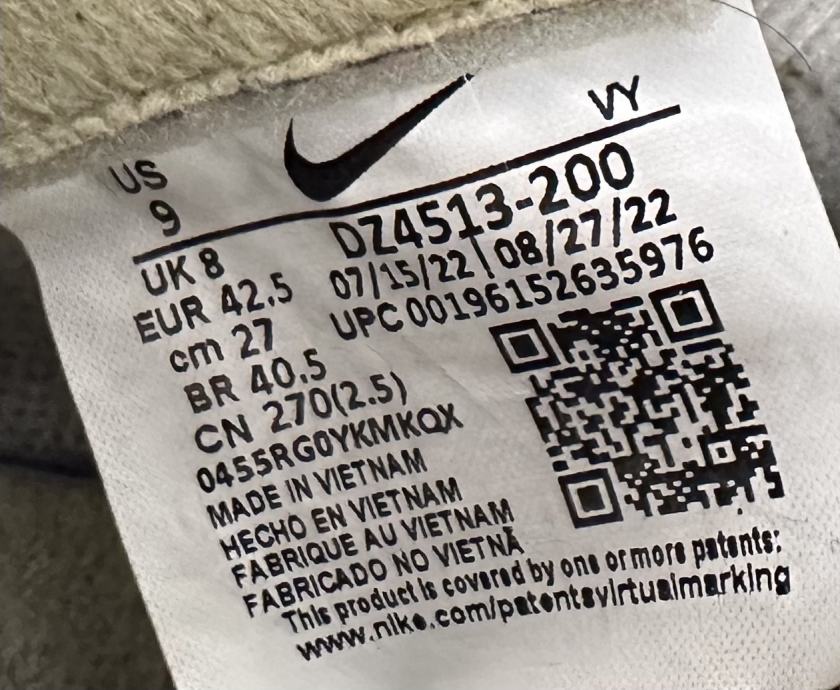 VY
US
9
DZ4513-200
UK 8
07/15/22 \ 08/27/22
EUR 42.5
UPC 00196152635976
cm 27
BR 40.5
CN 270(2.5)
0455RG0YKMKQX
MADE IN VIETNAM
HECHO EN VIETNAM
FABRIQUE AU VIETNAM
FABRICADO NO VIETNÃ
This product is covered by one or more patents:
www.nike.com/patentsvirtualmarking